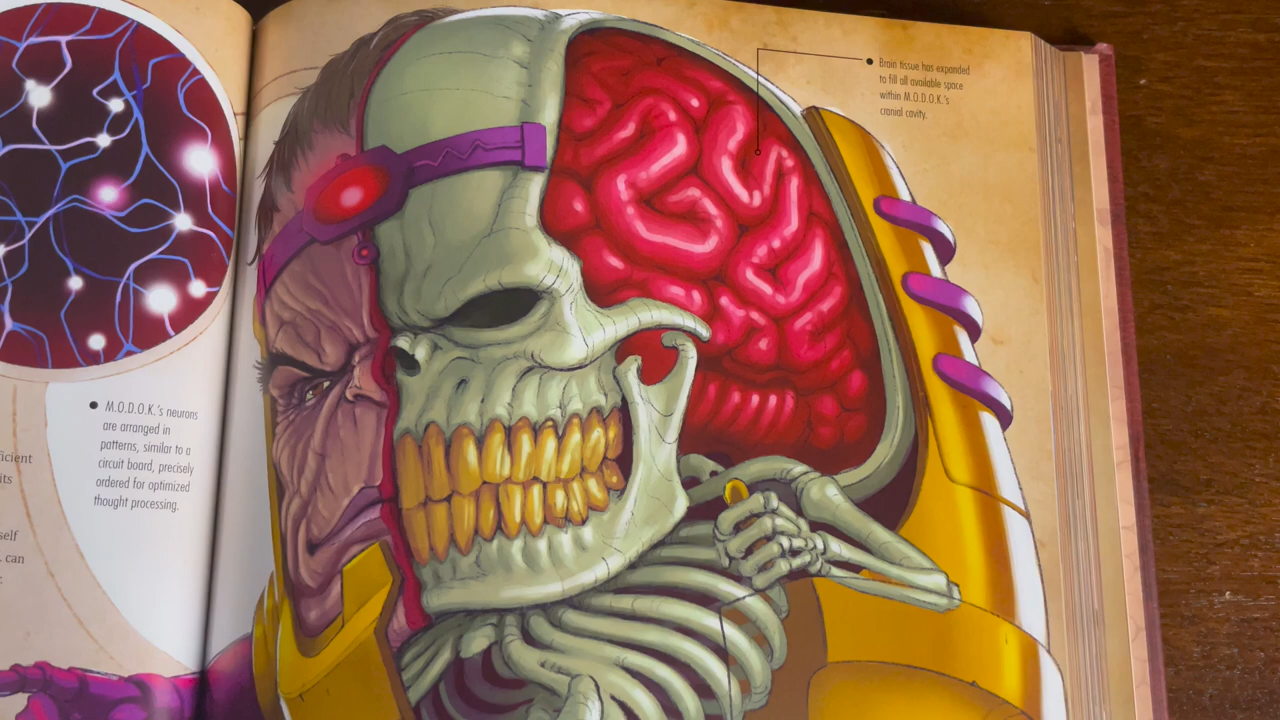 ficient
its
self
. can
M.O.D.O.K.'s neurons
are arranged in
patterns, similar to a
circuit board, precisely
ordered for optimized
thought processing.
Brain tissue has expanded
to fill all available space
within M.O.D.O.K.'s
cranial cavity.